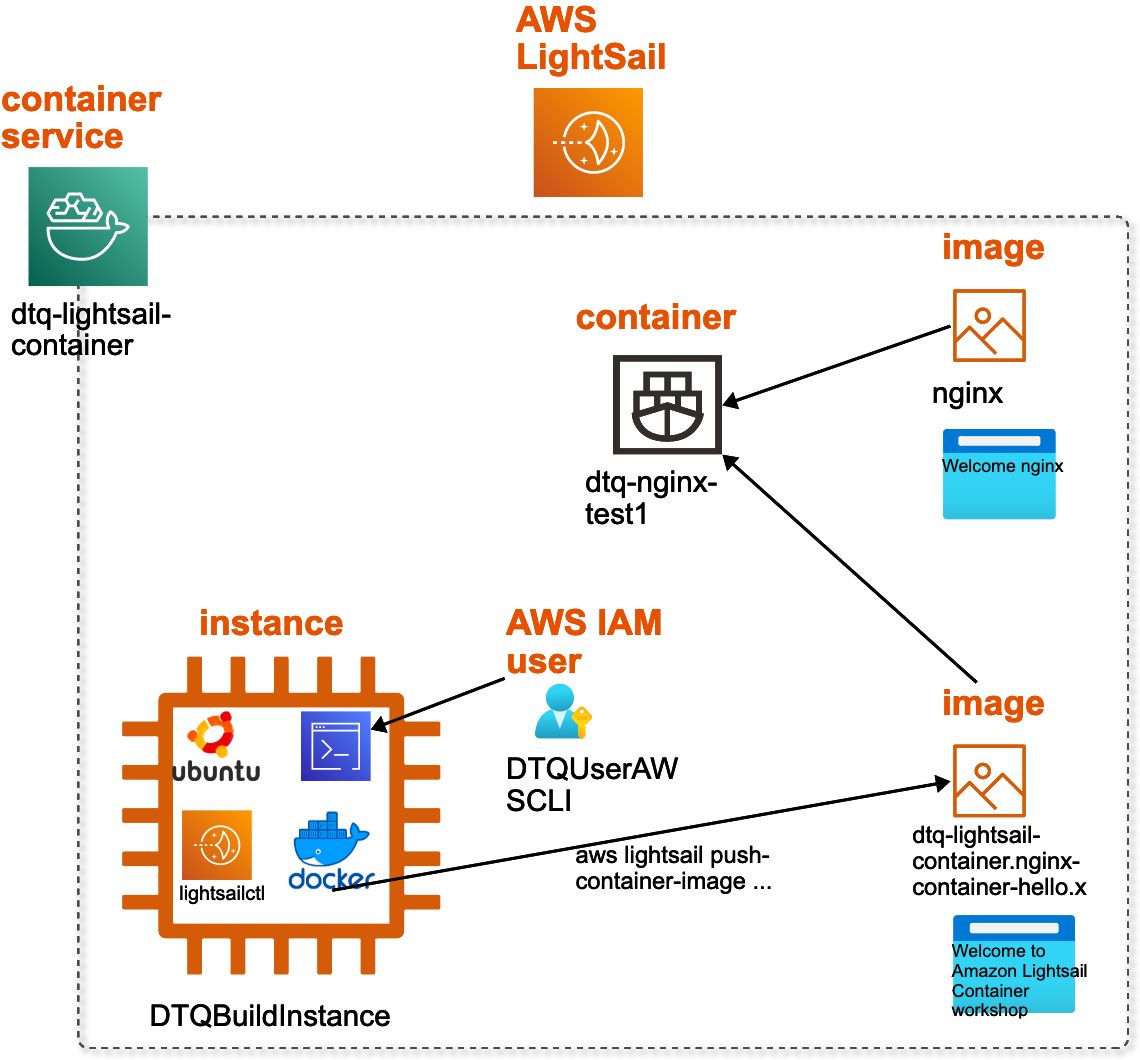 AWS
LightSail
container
service
dtq-lightsail-
container
image
nginx
Welcome nginx
container
dtq-nginx-
test1
instance
ubuntu
lightsailctl
docker
DTQBuildInstance
AWS IAM
user
DTQUserAW
SCLI
aws lightsail push-
container-image ...
image
dtq-lightsail-
container.nginx-
container-hello.x
Welcome to
Amazon Lightsail
Container
workshop